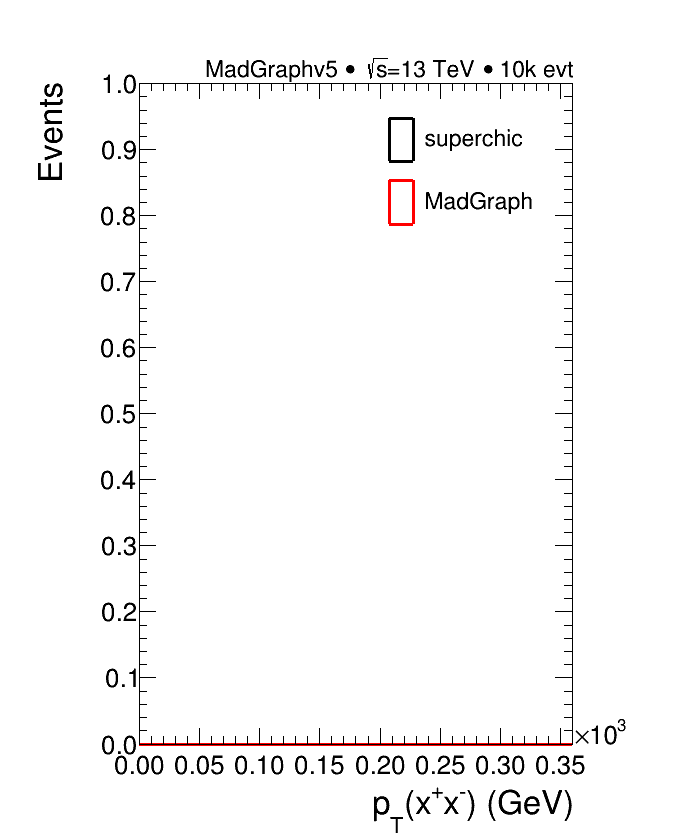 MadGraphv5 • √s=13 TeV • 10k evt
Events
1.0
0.9
0.8
0.7
0.6
0.5
0.4
0.3
0.2
0.1
0.0
superchic
MadGraph
0.00 0.05 0.10 0.15 0.20 0.25 0.30 0.35
×10³
p_T(x⁺x⁻) (GeV)